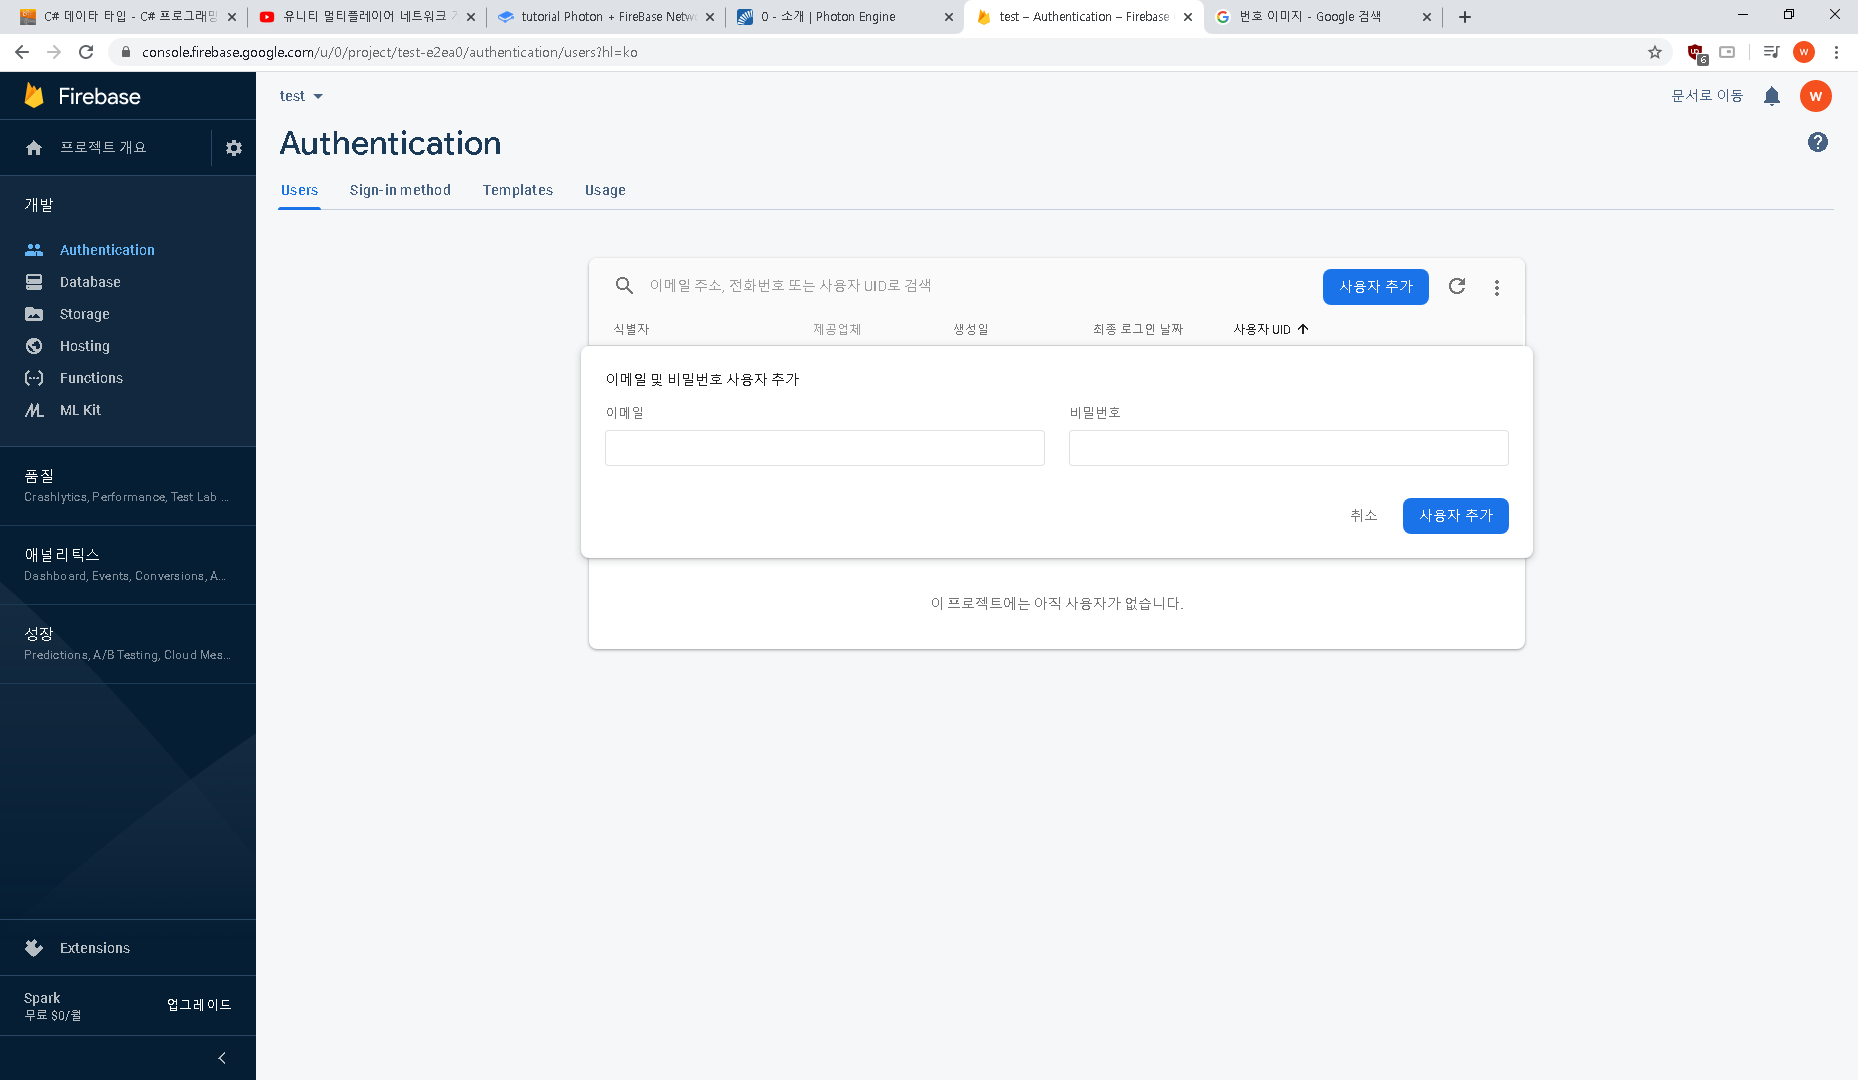 C# 데이타 타입 - C# 프로그래밍
유니티 멀티플레이어 네트워크
tutorial Photon + FireBase Netw
0 - 소개 | Photon Engine
test – Authentication – Firebase
번호 이미지 - Google 검색
console.firebase.google.com/u/0/project/test-e2ea0/authentication/users?hl=ko
6
W
Firebase
test
문서로 이동
W
프로젝트 개요
Authentication
Users
Sign-in method
Templates
Usage
개발
Authentication
Database
Storage
Hosting
Functions
ML Kit
이메일 주소, 전화번호 또는 사용자 UID로 검색
사용자 추가
식별자
제공업체
생성일
최종 로그인 날짜
사용자 UID
이메일 및 비밀번호 사용자 추가
이메일
비밀번호
취소
사용자 추가
이 프로젝트에는 아직 사용자가 없습니다.
품질
Crashlytics, Performance, Test Lab ...
애널리틱스
Dashboard, Events, Conversions, A...
성장
Predictions, A/B Testing, Cloud Mes...
Extensions
Spark
무료 $0/월
업그레이드